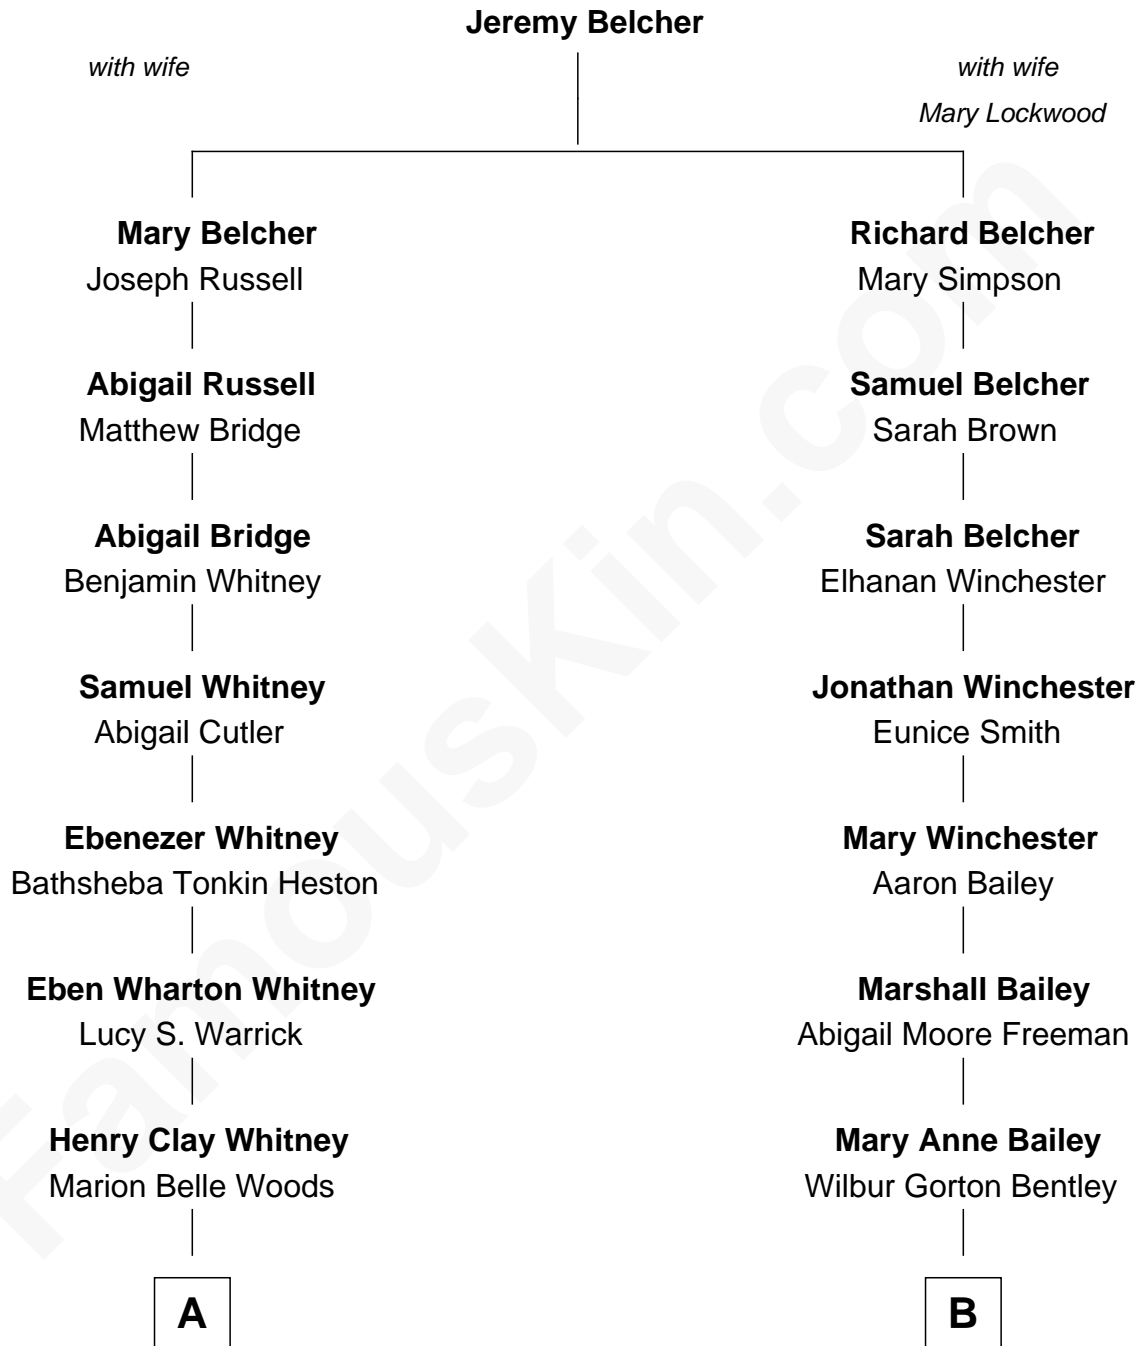 Jeremy Belcher
with wife
with wife
Mary Lockwood
Mary Belcher
Joseph Russell
Richard Belcher
Mary Simpson
Abigail Russell
Matthew Bridge
Samuel Belcher
Sarah Brown
Abigail Bridge
Benjamin Whitney
Sarah Belcher
Elhanan Winchester
Samuel Whitney
Abigail Cutler
Jonathan Winchester
Eunice Smith
Ebenezer Whitney
Bathsheba Tonkin Heston
Mary Winchester
Aaron Bailey
Eben Wharton Whitney
Lucy S. Warrick
Marshall Bailey
Abigail Moore Freeman
Henry Clay Whitney
Marion Belle Woods
Mary Anne Bailey
Wilbur Gorton Bentley
A
B
FamousKin.com